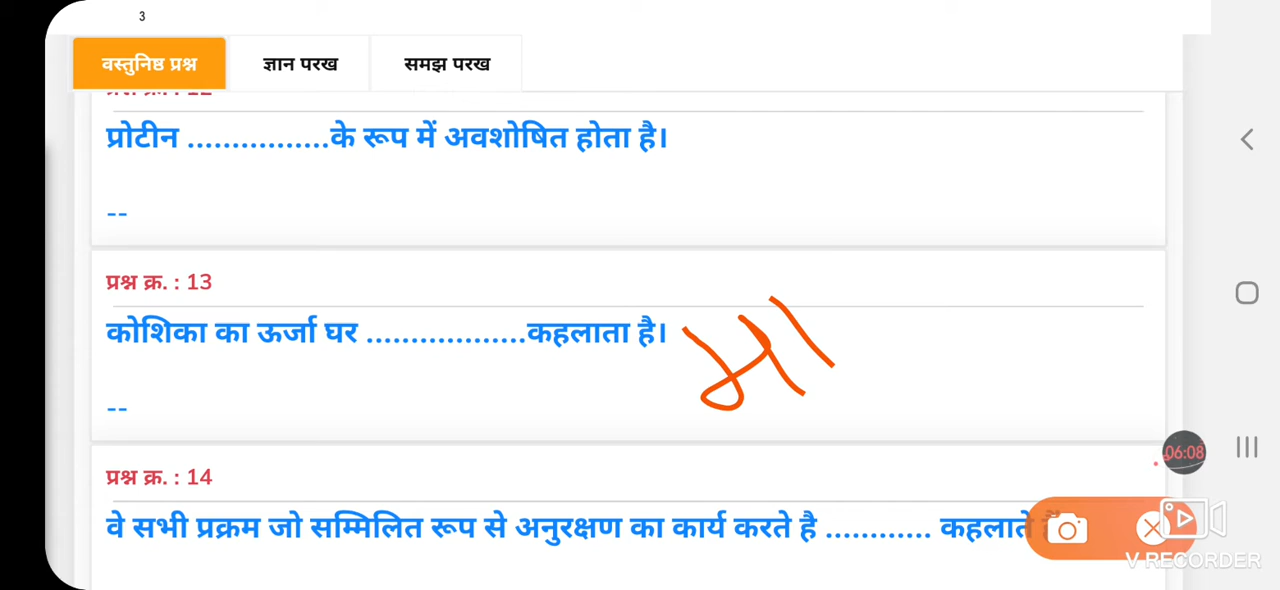 3
वस्तुनिष्ठ प्रश्न
ज्ञान परख
समझ परख
प्रोटीन ................के रूप में अवशोषित होता है।
--
प्रश्न क्र. : 13
कोशिका का ऊर्जा घर ..................कहलाता है।
मा
--
प्रश्न क्र. : 14
06:08
वे सभी प्रक्रम जो सम्मिलित रूप से अनुरक्षण का कार्य करते है ............ कहलाते
V RECORDER